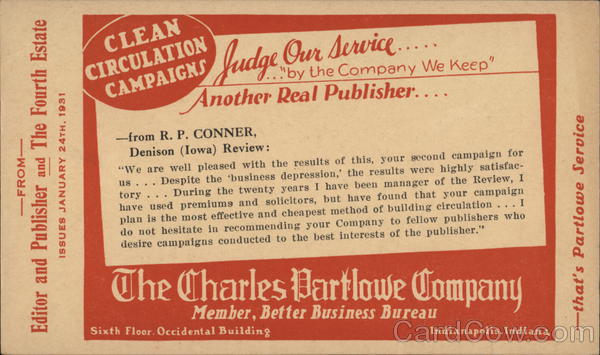 —FROM—
Editor and Publisher and The Fourth Estate
ISSUES JANUARY 24TH, 1931
CLEAN
CIRCULATION
CAMPAIGNS
Judge Our Service.....
..."by the Company We Keep"
Another Real Publisher....
—from R. P. CONNER,
Denison (Iowa) Review:
"We are well pleased with the results of this, your second campaign for
us . . . Despite the 'business depression,' the results were highly satisfac-
tory . . . . During the twenty years I have been manager of the Review, I
have used premiums and solicitors, but have found that your campaign
plan is the most effective and cheapest method of building circulation . . . I
do not hesitate in recommending your Company to fellow publishers who
desire campaigns conducted to the best interests of the publisher."
The Charles Partlowe Company
Member, Better Business Bureau
Sixth Floor, Occidental Building
Indianapolis, Indiana
—that's Partlowe Service
CardCow.com